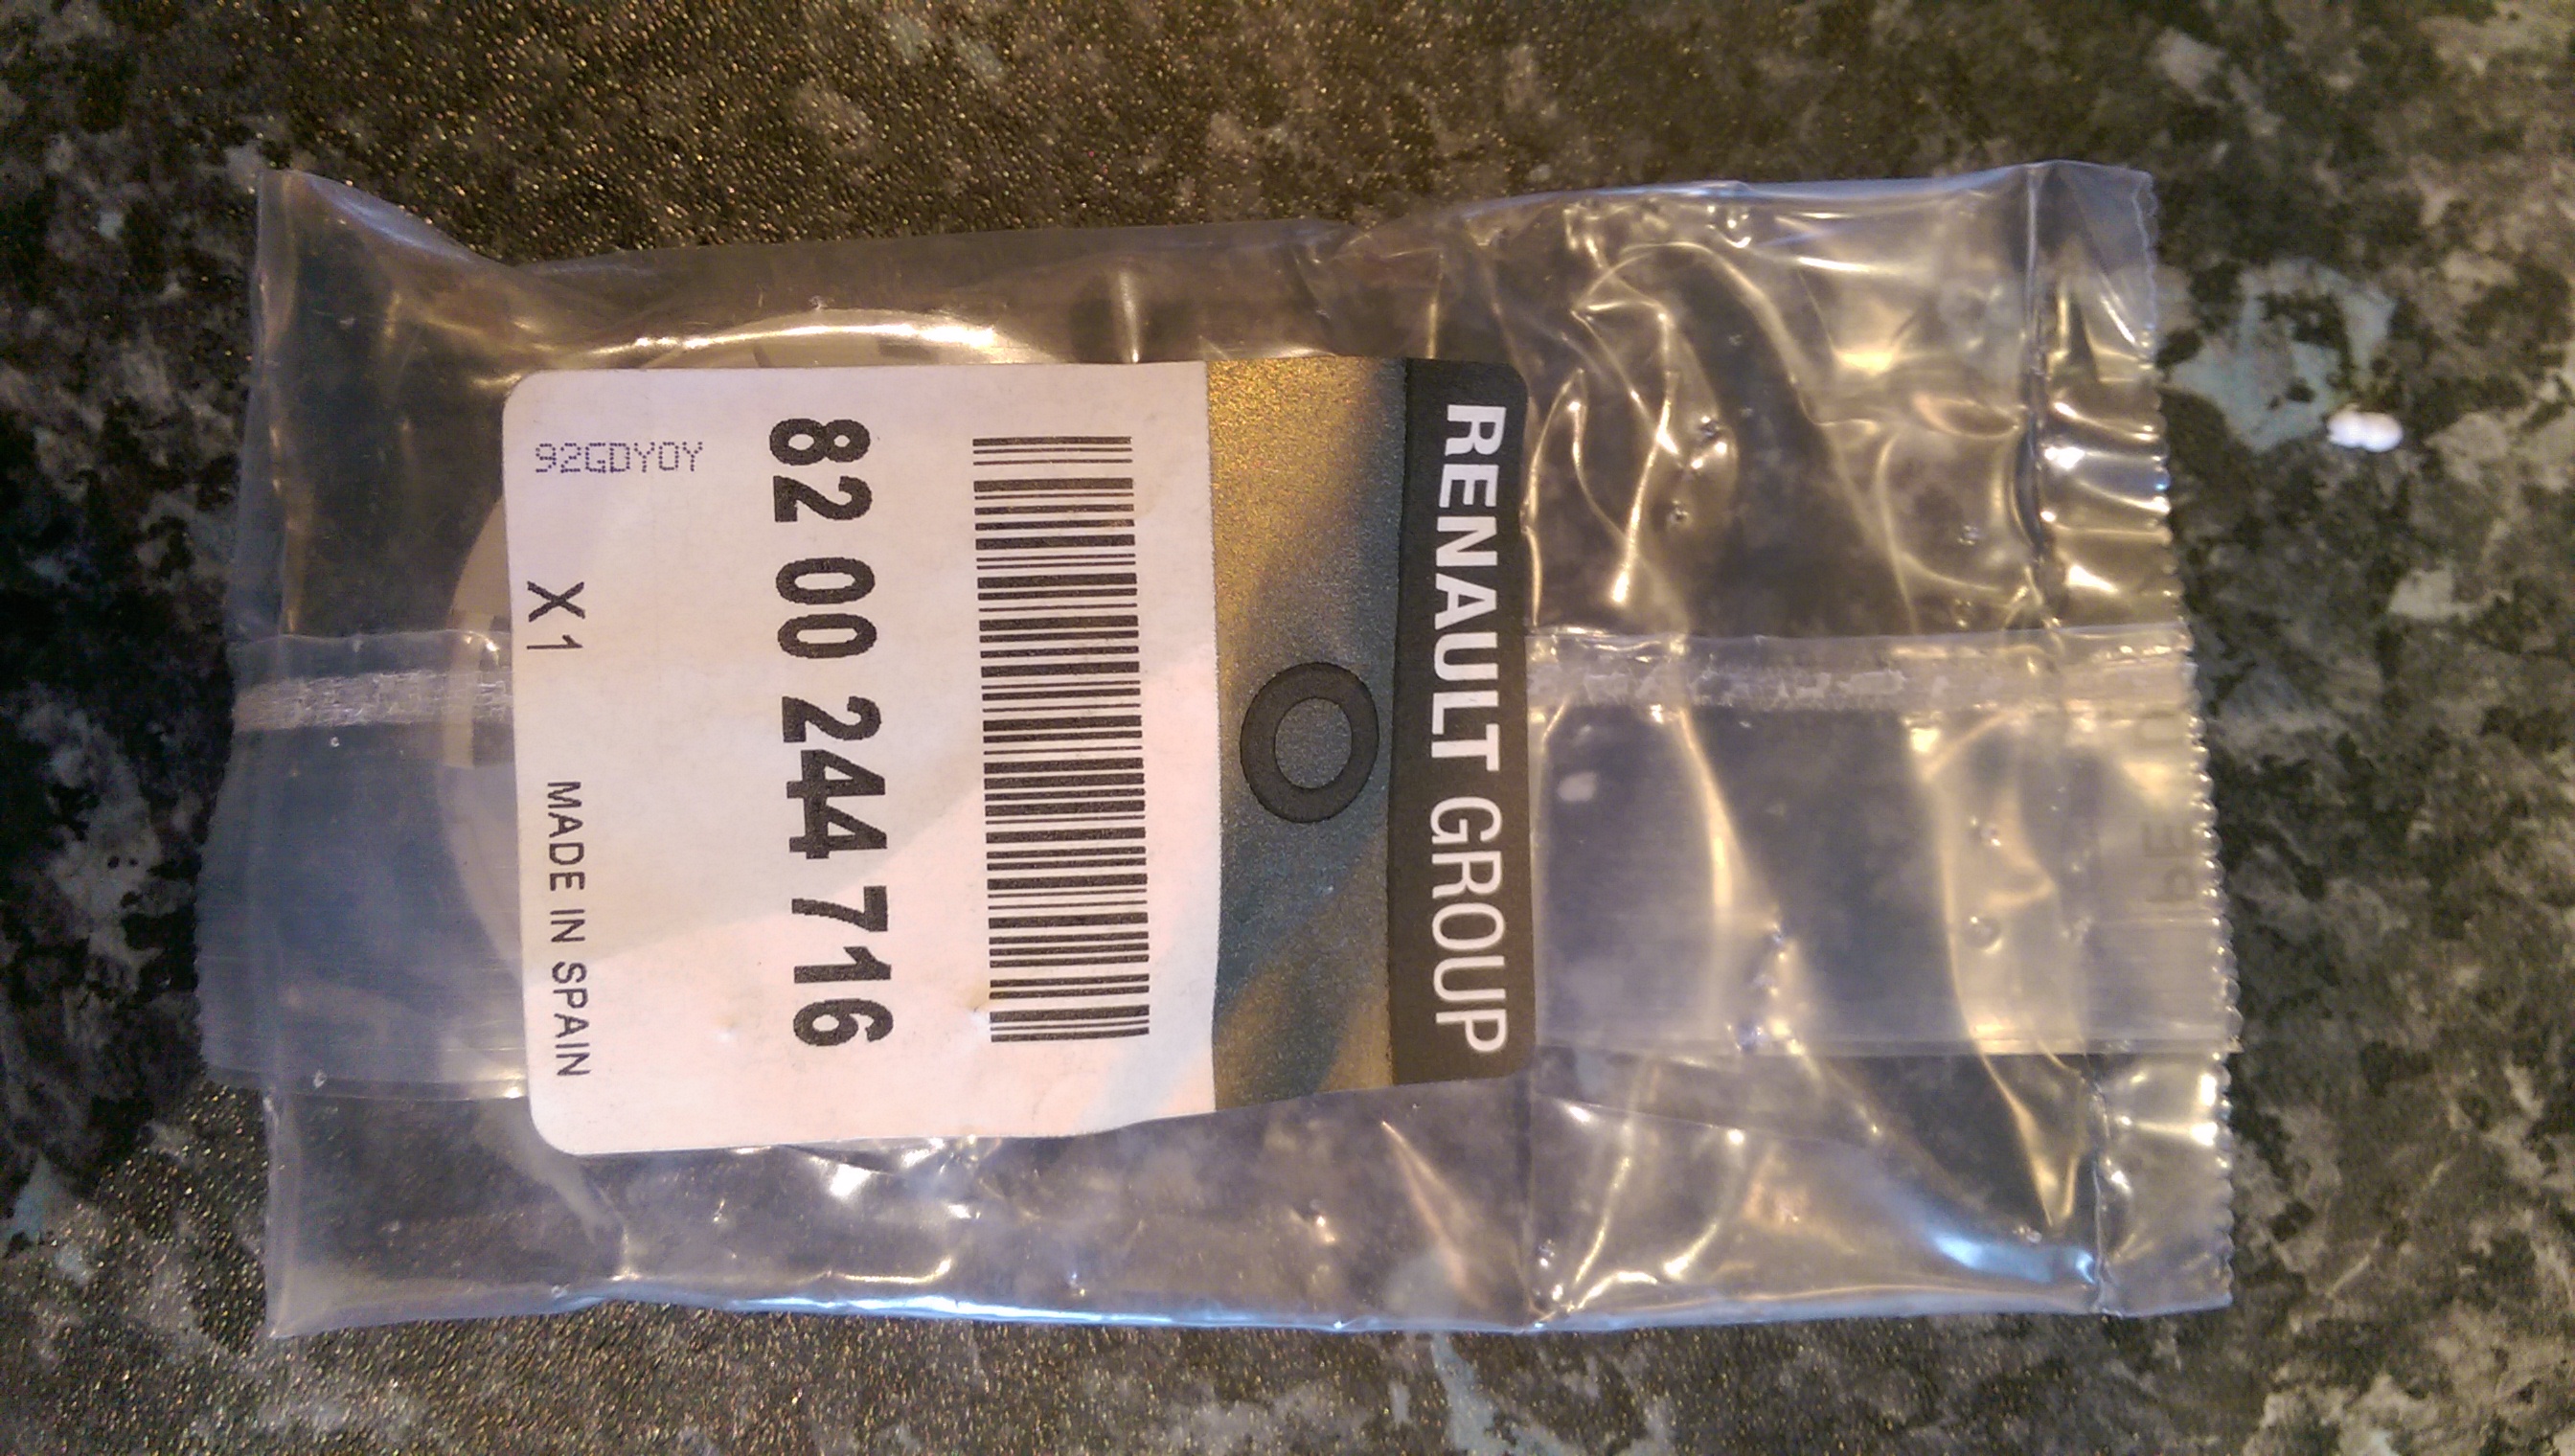 RENAULT GROUP
82 00 244 716
92GDY0Y
X1 MADE IN SPAIN